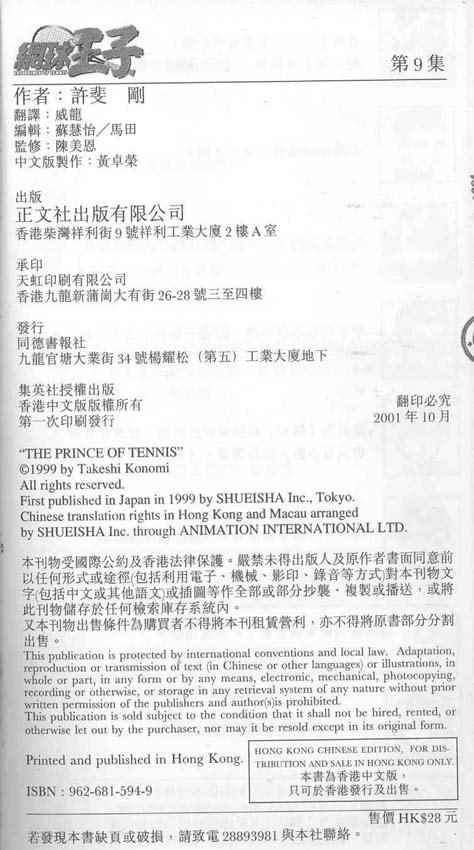 網球王子
第9集
作者：許斐 剛
翻譯：威龍
編輯：蘇慧怡／馬田
監修：陳美恩
中文版製作：黃卓榮
出版
正文社出版有限公司
香港柴灣祥利街9號祥利工業大廈2樓A室
承印
天虹印刷有限公司
香港九龍新蒲崗大有街26-28號三至四樓
發行
同德書報社
九龍官塘大業街34號楊耀松（第五）工業大廈地下
集英社授權出版
香港中文版版權所有
翻印必究
第一次印刷發行
2001年10月
“THE PRINCE OF TENNIS”
©1999 by Takeshi Konomi
All rights reserved.
First published in Japan in 1999 by SHUEISHA Inc., Tokyo.
Chinese translation rights in Hong Kong and Macau arranged
by SHUEISHA Inc. through ANIMATION INTERNATIONAL LTD.
本刊物受國際公約及香港法律保護。嚴禁未得出版人及原作者書面同意前
以任何形式或途徑(包括利用電子、機械、影印、錄音等方式)對本刊物文
字(包括中文或其他語文)或插圖等作全部或部分抄襲、複製或播送，或將
此刊物儲存於任何檢索庫存系統內。
又本刊物出售條件為購買者不得將本刊租賃營利，亦不得將原書部分分割
出售。
This publication is protected by international conventions and local law. Adaptation,
reproduction or transmission of text (in Chinese or other languages) or illustrations, in
whole or part, in any form or by any means, electronic, mechanical, photocopying,
recording or otherwise, or storage in any retrieval system of any nature without prior
written permission of the publishers and author(s)is prohibited.
This publication is sold subject to the condition that it shall not be hired, rented, or
otherwise let out by the purchaser, nor may it be resold except in its original form.
Printed and published in Hong Kong.
ISBN : 962-681-594-9
HONG KONG CHINESE EDITION, FOR DIS-
TRIBUTION AND SALE IN HONG KONG ONLY.
本書為香港中文版，
只可於香港發行及出售。
售價HK$28元
若發現本書缺頁或破損，請致電28893981與本社聯絡。